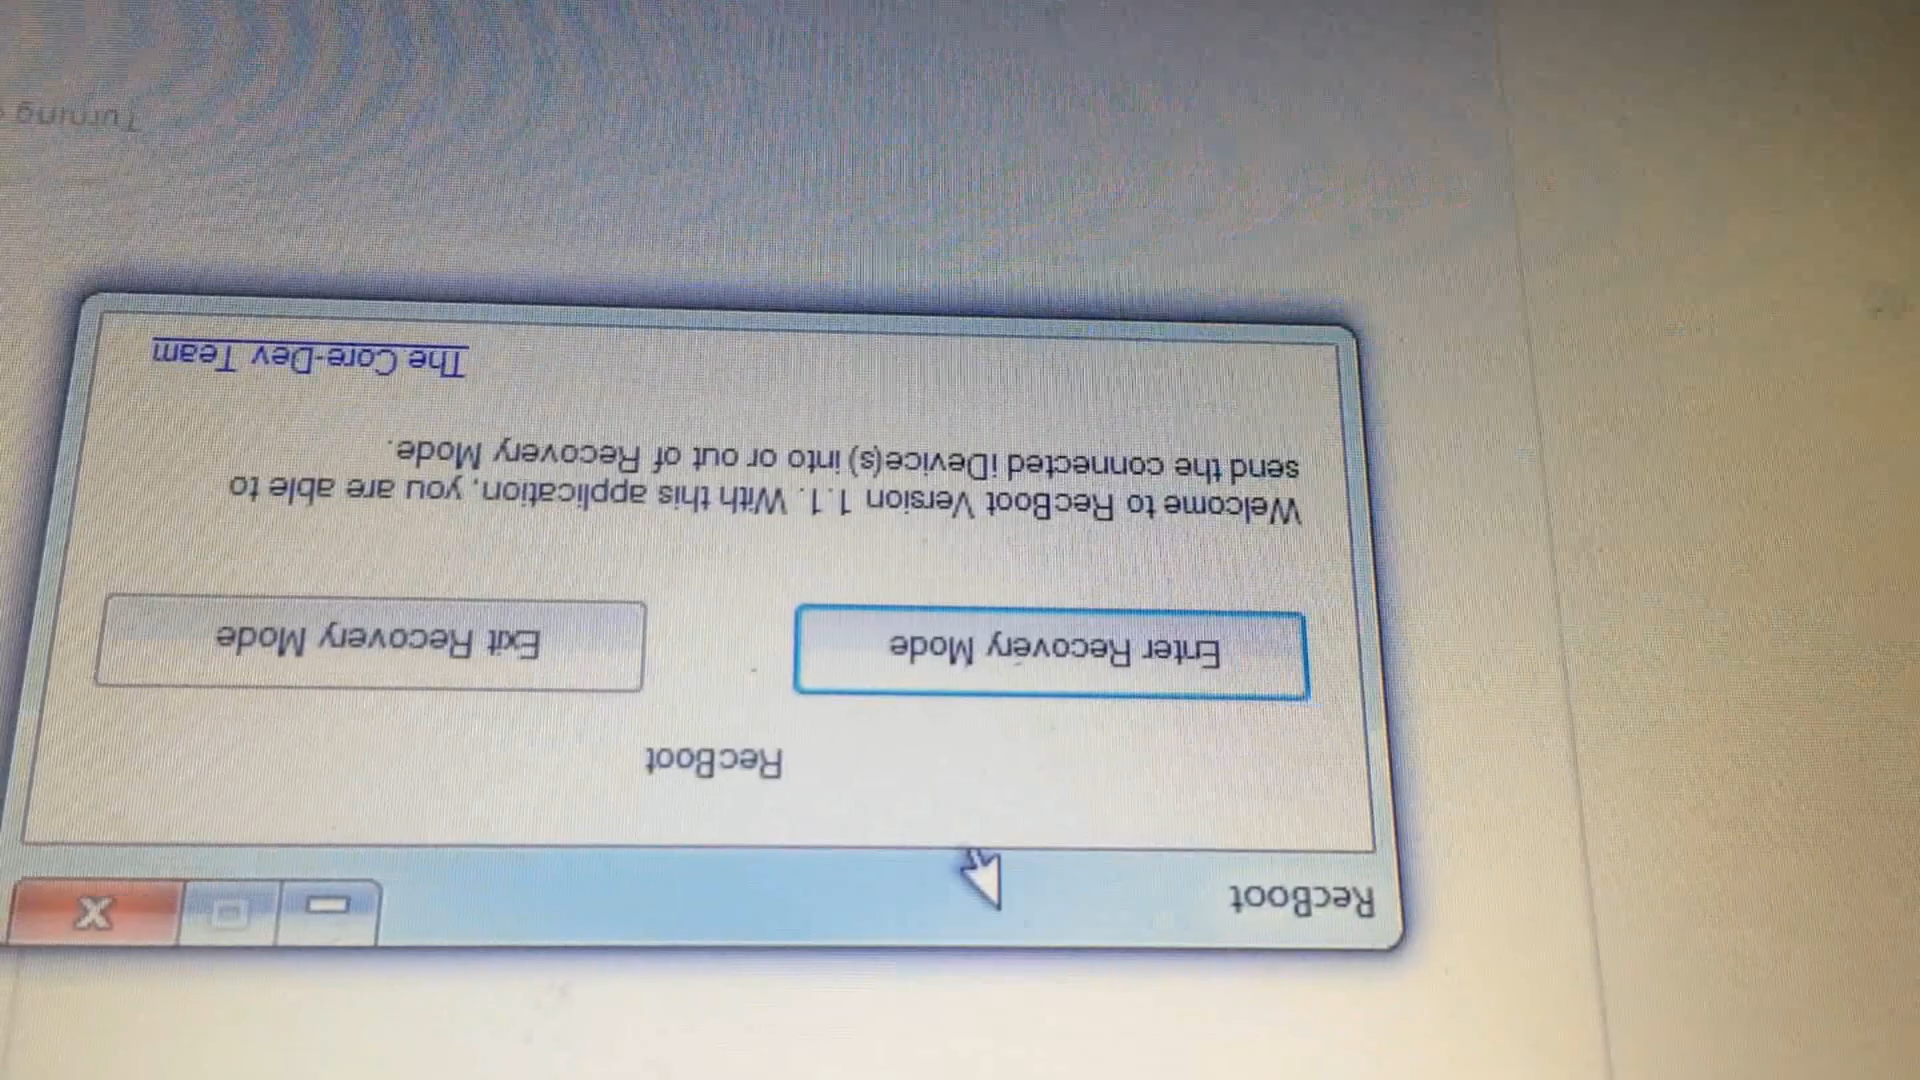 RecBoot
RecBoot
Enter Recovery Mode
Exit Recovery Mode
Welcome to RecBoot Version 1.1. With this application, you are able to
send the connected iDevice(s) into or out of Recovery Mode.
The Core-Dev Team
Turning